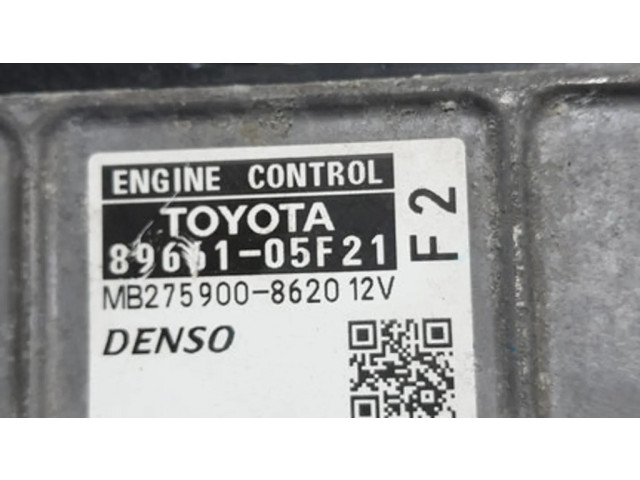 ENGINE CONTROL
TOYOTA
89661-05F21
MB275900-8620 12V
DENSO
F2